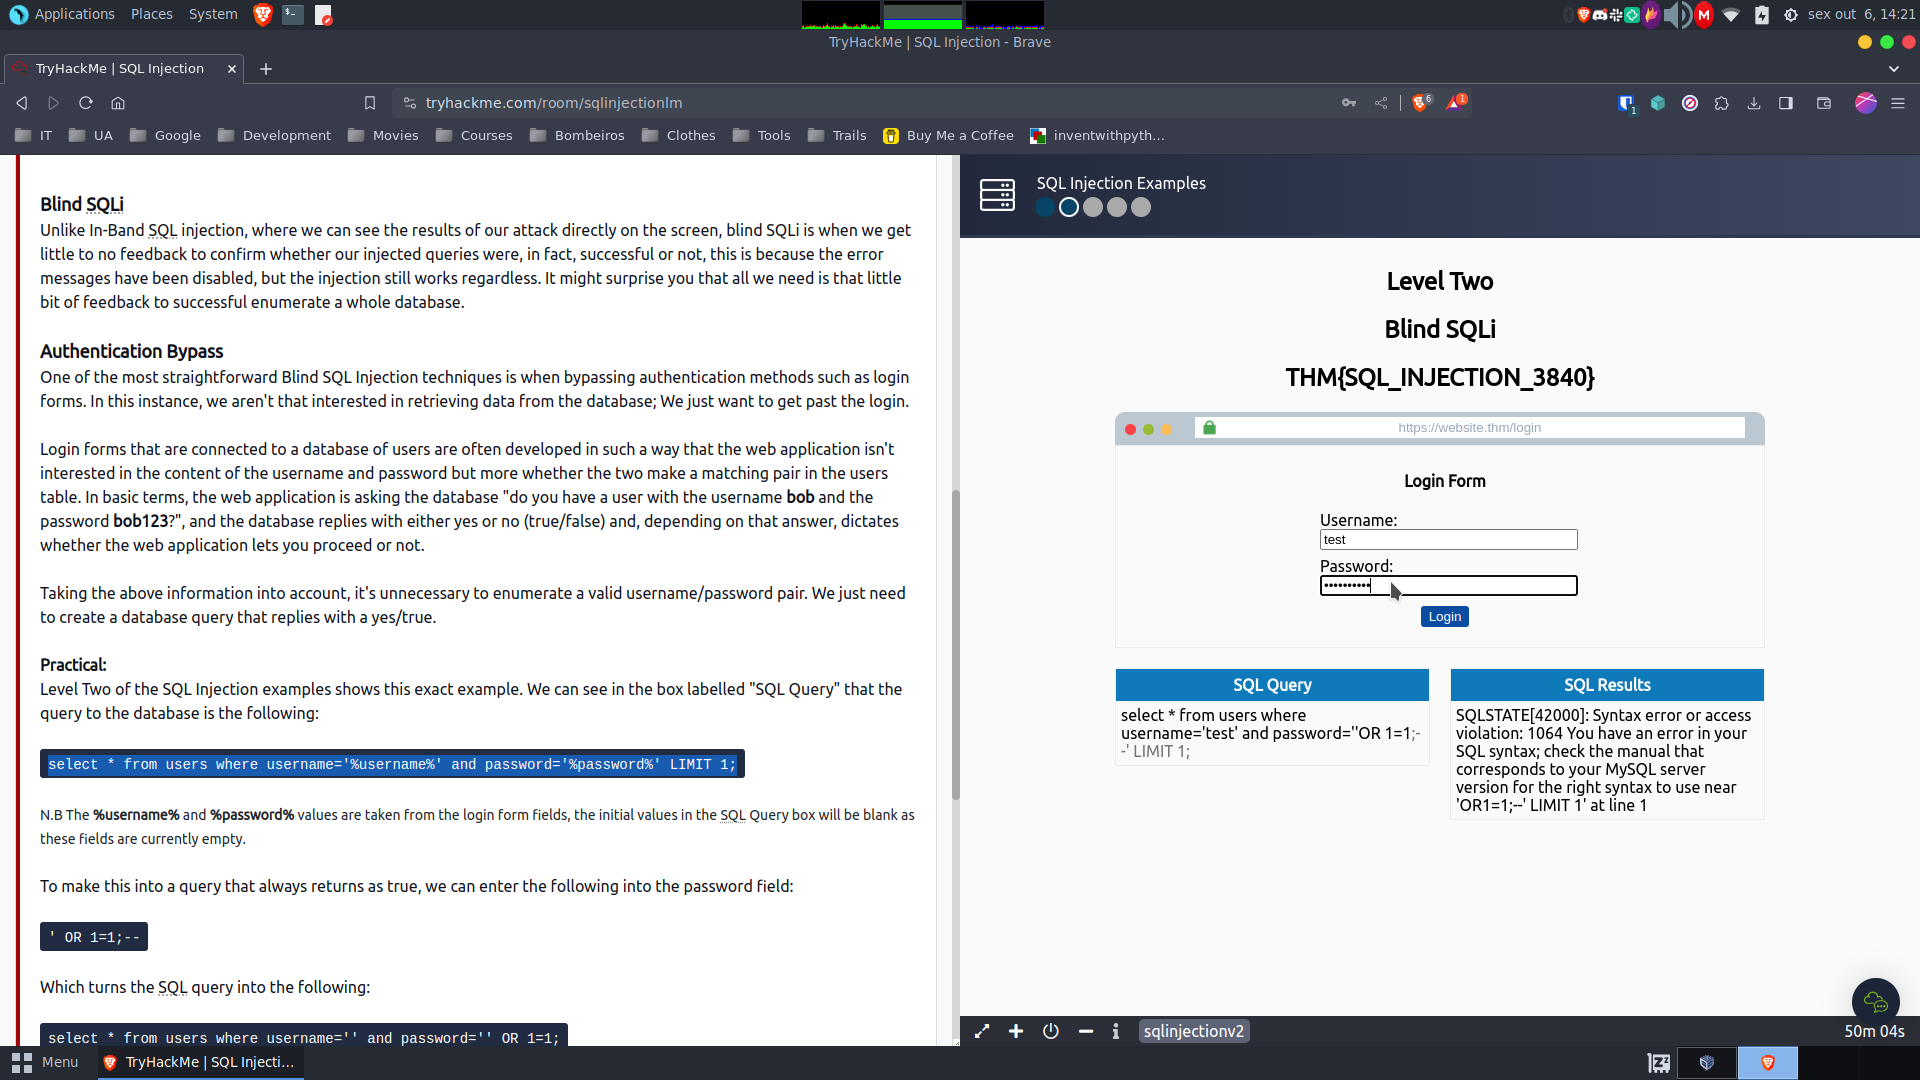 Applications Places System
sex out 6, 14:21
TryHackMe | SQL Injection - Brave
TryHackMe | SQL Injection
tryhackme.com/room/sqlinjectionlm
6
1
1
IT UA Google Development Movies Courses Bombeiros Clothes Tools Trails Buy Me a Coffee inventwithpyth...
Blind SQLi
Unlike In-Band SQL injection, where we can see the results of our attack directly on the screen, blind SQLi is when we get
little to no feedback to confirm whether our injected queries were, in fact, successful or not, this is because the error
messages have been disabled, but the injection still works regardless. It might surprise you that all we need is that little
bit of feedback to successful enumerate a whole database.
Authentication Bypass
One of the most straightforward Blind SQL Injection techniques is when bypassing authentication methods such as login
forms. In this instance, we aren't that interested in retrieving data from the database; We just want to get past the login.
Login forms that are connected to a database of users are often developed in such a way that the web application isn't
interested in the content of the username and password but more whether the two make a matching pair in the users
table. In basic terms, the web application is asking the database "do you have a user with the username bob and the
password bob123?", and the database replies with either yes or no (true/false) and, depending on that answer, dictates
whether the web application lets you proceed or not.
Taking the above information into account, it's unnecessary to enumerate a valid username/password pair. We just need
to create a database query that replies with a yes/true.
Practical:
Level Two of the SQL Injection examples shows this exact example. We can see in the box labelled "SQL Query" that the
query to the database is the following:
select * from users where username='%username%' and password='%password%' LIMIT 1;
N.B The %username% and %password% values are taken from the login form fields, the initial values in the SQL Query box will be blank as
these fields are currently empty.
To make this into a query that always returns as true, we can enter the following into the password field:
' OR 1=1;--
Which turns the SQL query into the following:
select * from users where username='' and password='' OR 1=1;
SQL Injection Examples
Level Two
Blind SQLi
THM{SQL_INJECTION_3840}
https://website.thm/login
Login Form
Username:
test
Password:
••••••••••
Login
SQL Query
select * from users where
username='test' and password=''OR 1=1;-
-' LIMIT 1;
SQL Results
SQLSTATE[42000]: Syntax error or access
violation: 1064 You have an error in your
SQL syntax; check the manual that
corresponds to your MySQL server
version for the right syntax to use near
'OR1=1;--' LIMIT 1' at line 1
sqlinjectionv2
50m 04s
Menu
TryHackMe | SQL Injecti...